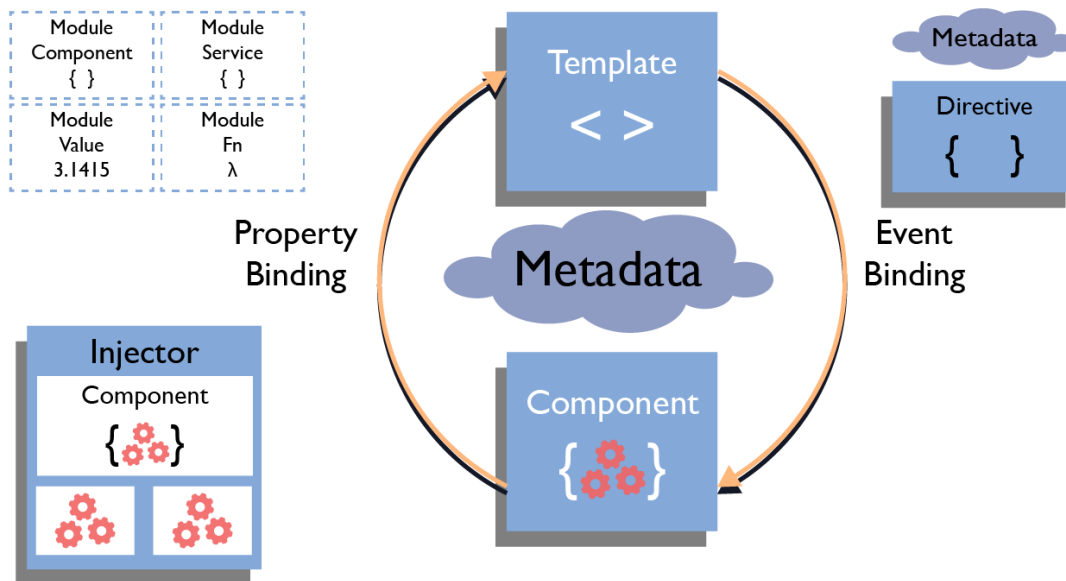 Module
Component
{ }
Module
Service
{ }
Module
Value
3.1415
Module
Fn
λ
Template
< >
Metadata
Directive
{ }
Property
Binding
Metadata
Event
Binding
Injector
Component
{ }
Component
{ }